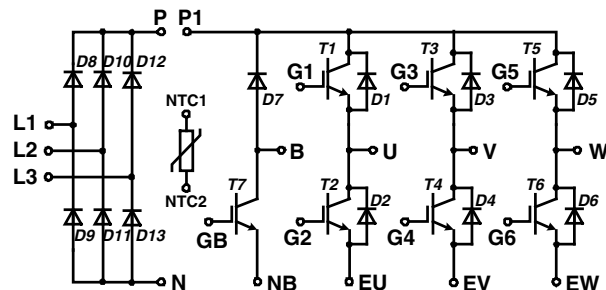 P P1
D8 D10 D12
D7
T1
G1
D1
T3
G3
D3
T5
G5
D5
NTC1
L1
L2
L3
B
U
V
W
NTC2
T7
GB
T2
G2
D2
T4
G4
D4
T6
G6
D6
D9 D11 D13
N
NB
EU
EV
EW